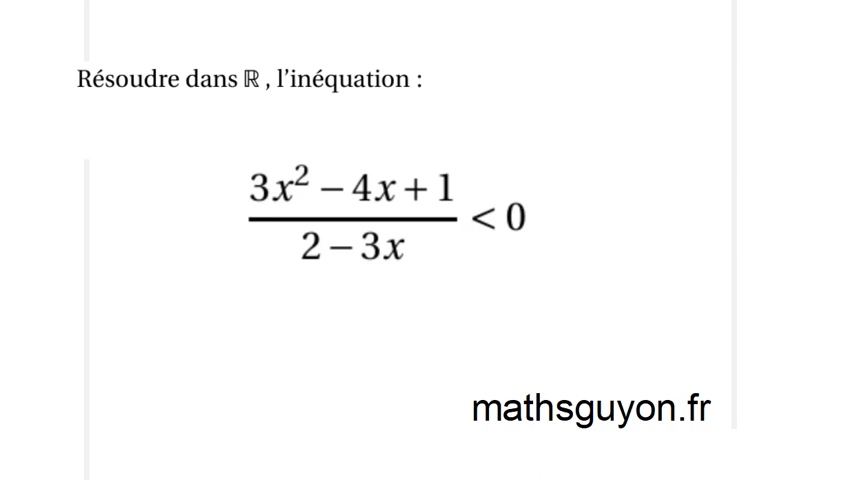 Résoudre dans ℝ , l’inéquation :
3x² − 4x + 1
2 − 3x
< 0
mathsguyon.fr